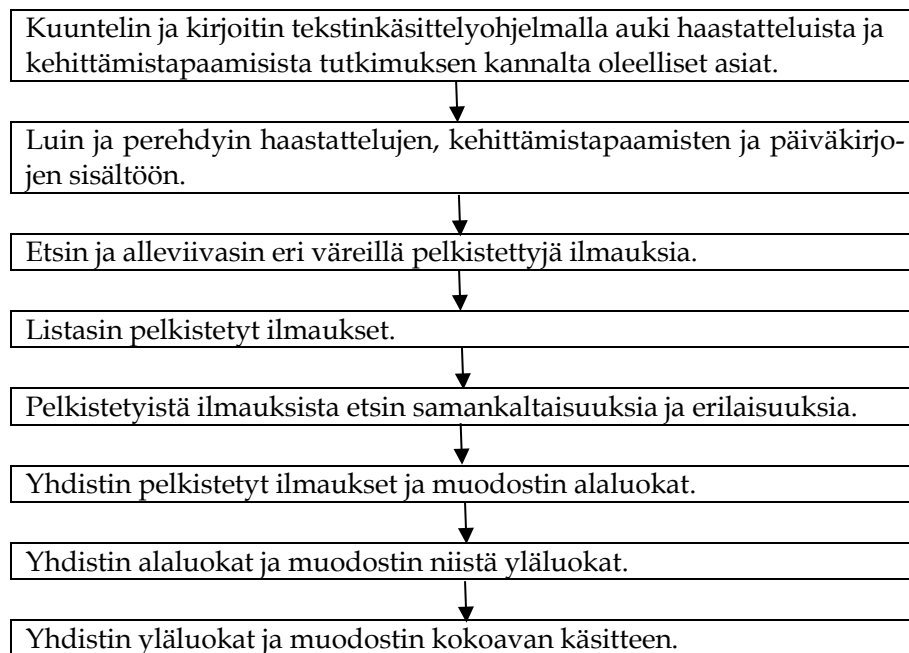 Kuuntelin ja kirjoitin tekstinkäsittelyohjelmalla auki haastatteluista ja
kehittämistapaamisista tutkimuksen kannalta oleelliset asiat.
Luin ja perehdyin haastattelujen, kehittämistapaamisten ja päiväkirjo-
jen sisältöön.
Etsin ja alleviivasin eri väreillä pelkistettyjä ilmauksia.
Listasin pelkistetyt ilmaukset.
Pelkistetyistä ilmauksista etsin samankaltaisuuksia ja erilaisuuksia.
Yhdistin pelkistetyt ilmaukset ja muodostin alaluokat.
Yhdistin alaluokat ja muodostin niistä yläluokat.
Yhdistin yläluokat ja muodostin kokoavan käsitteen.